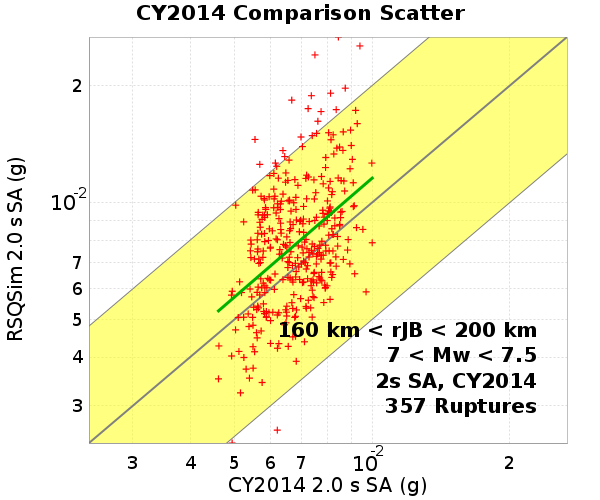 CY2014 Comparison Scatter
RSQSim 2.0 s SA (g)
2
10-2
7
6
5
4
3
160 km < rJB < 200 km
7 < Mw < 7.5
2s SA, CY2014
357 Ruptures
3 4 5 6 7 10-2 2
CY2014 2.0 s SA (g)